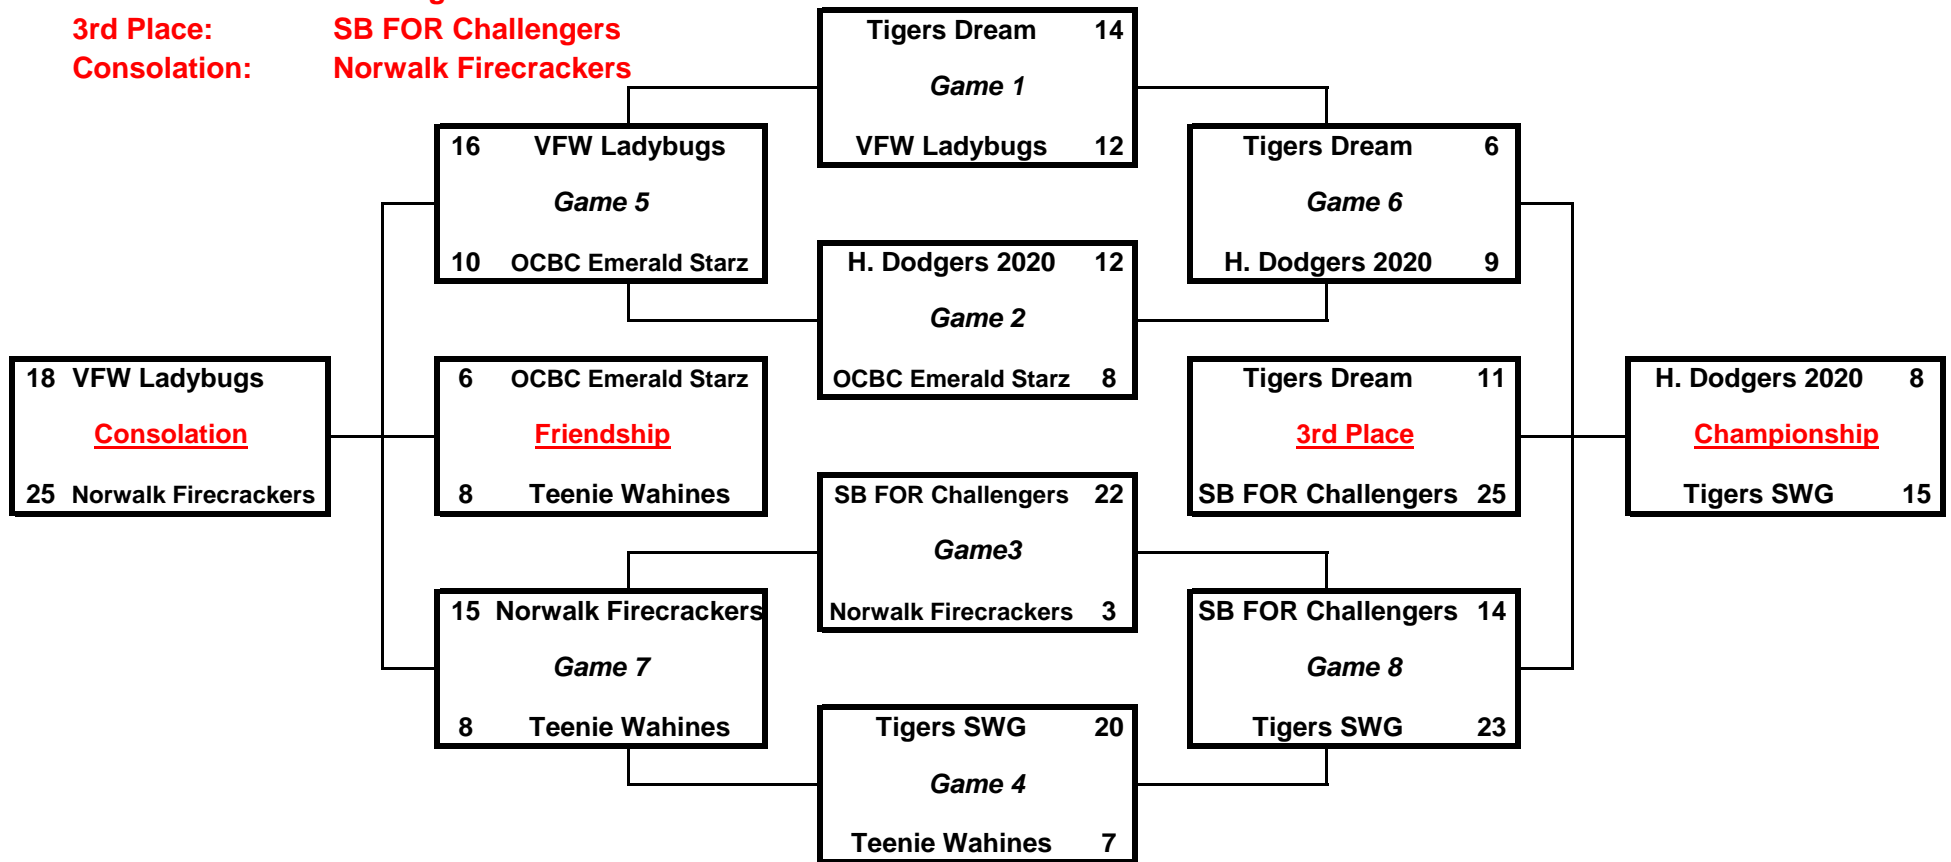 3rd Place: SB FOR Challengers
Consolation: Norwalk Firecrackers
Tigers Dream 14
Game 1
VFW Ladybugs 12
16 VFW Ladybugs
Game 5
10 OCBC Emerald Starz
Tigers Dream 6
Game 6
H. Dodgers 2020 9
H. Dodgers 2020 12
Game 2
OCBC Emerald Starz 8
18 VFW Ladybugs
Consolation
25 Norwalk Firecrackers
6 OCBC Emerald Starz
Friendship
8 Teenie Wahines
Tigers Dream 11
3rd Place
SB FOR Challengers 25
H. Dodgers 2020 8
Championship
Tigers SWG 15
SB FOR Challengers 22
Game3
Norwalk Firecrackers 3
15 Norwalk Firecrackers
Game 7
8 Teenie Wahines
SB FOR Challengers 14
Game 8
Tigers SWG 23
Tigers SWG 20
Game 4
Teenie Wahines 7